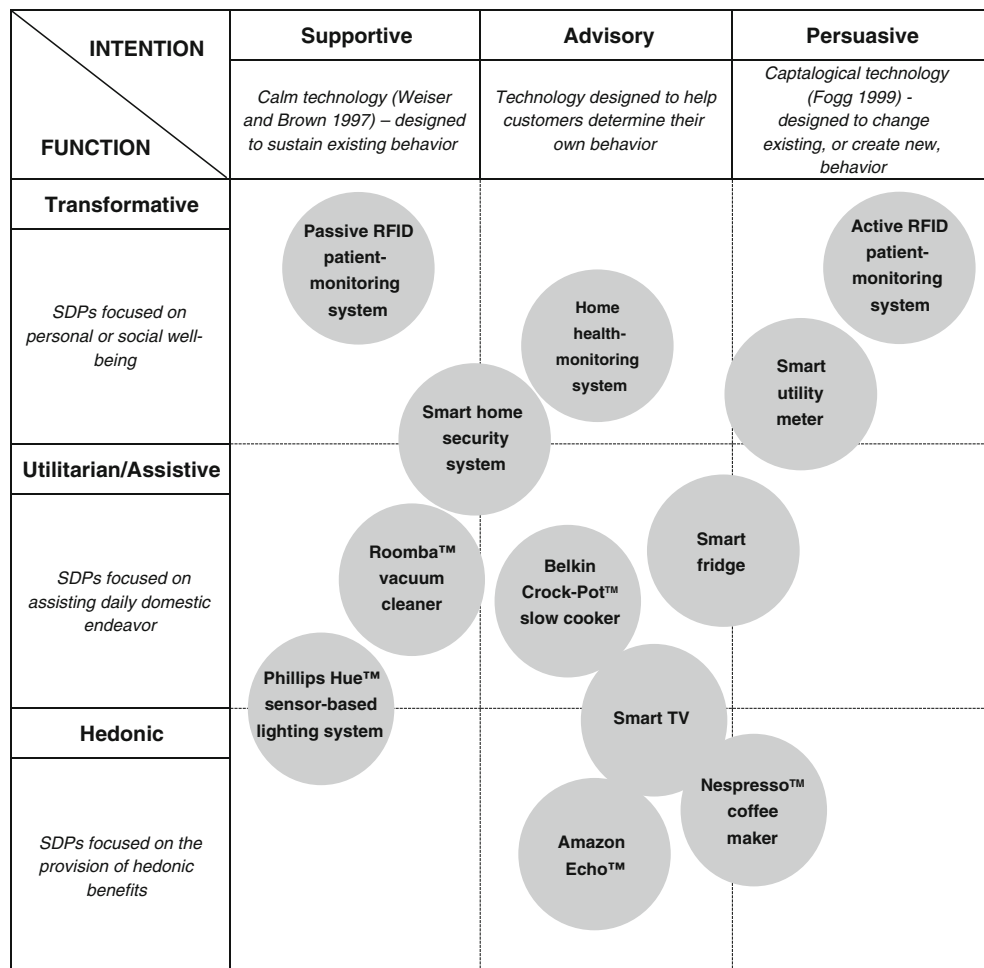 INTENTION
FUNCTION
Supportive
Advisory
Persuasive
Calm technology (Weiser
and Brown 1997) – designed
to sustain existing behavior
Technology designed to help
customers determine their
own behavior
Captalogical technology
(Fogg 1999) -
designed to change
existing, or create new,
behavior
Transformative
SDPs focused on
personal or social well-
being
Passive RFID
patient-
monitoring
system
Home
health-
monitoring
system
Active RFID
patient-
monitoring
system
Smart
utility
meter
Smart home
security
system
Utilitarian/Assistive
SDPs focused on
assisting daily domestic
endeavor
Roomba™
vacuum
cleaner
Belkin
Crock-Pot™
slow cooker
Smart
fridge
Phillips Hue™
sensor-based
lighting system
Smart TV
Hedonic
SDPs focused on the
provision of hedonic
benefits
Amazon
Echo™
Nespresso™
coffee
maker